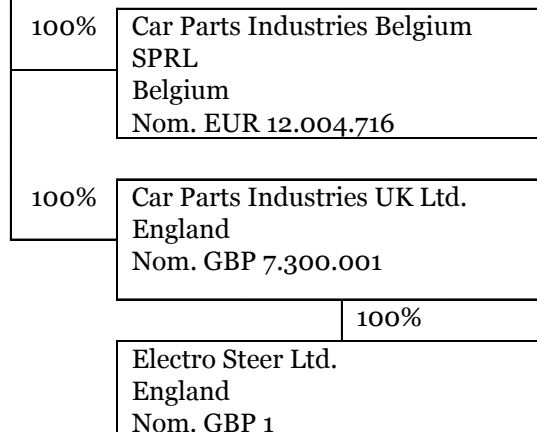 100%
Car Parts Industries Belgium
SPRL
Belgium
Nom. EUR 12.004.716
100%
Car Parts Industries UK Ltd.
England
Nom. GBP 7.300.001
100%
Electro Steer Ltd.
England
Nom. GBP 1